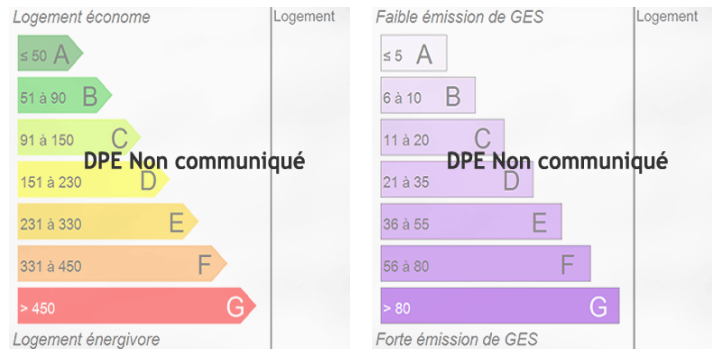 Logement économe
Logement
≤ 50 A
51 à 90 B
91 à 150 C
DPE Non communiqué
151 à 230 D
231 à 330 E
331 à 450 F
> 450 G
Logement énergivore
Faible émission de GES
Logement
≤ 5 A
6 à 10 B
11 à 20 C
DPE Non communiqué
21 à 35 D
36 à 55 E
56 à 80 F
> 80 G
Forte émission de GES